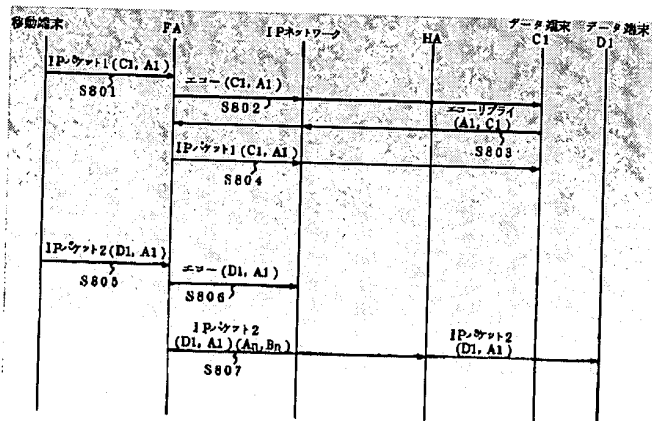 移動端末
FA
IPネットワーク
HA
データ端末
C1
データ端末
D1
IPパケット1(C1, A1)
S801
エコー(C1, A1)
S802
エコーリプライ
(A1, C1)
S803
IPパケット1(C1, A1)
S804
IPパケット2(D1, A1)
S805
エコー(D1, A1)
S806
IPパケット2
(D1, A1)(An, Bn)
S807
IPパケット2
(D1, A1)